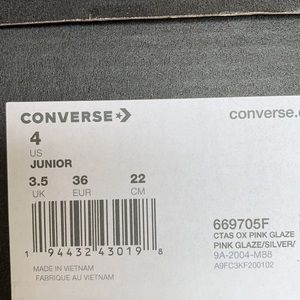 CONVERSE
converse.
4
US
JUNIOR
3.5 36 22
UK EUR CM
669705F
CTAS OX PINK GLAZE
PINK GLAZE/SILVER/
9A-2004-M88
A9FC3KF200102
1 94432 43019 8
MADE IN VIETNAM
FABRIQUÉ AU VIETNAM